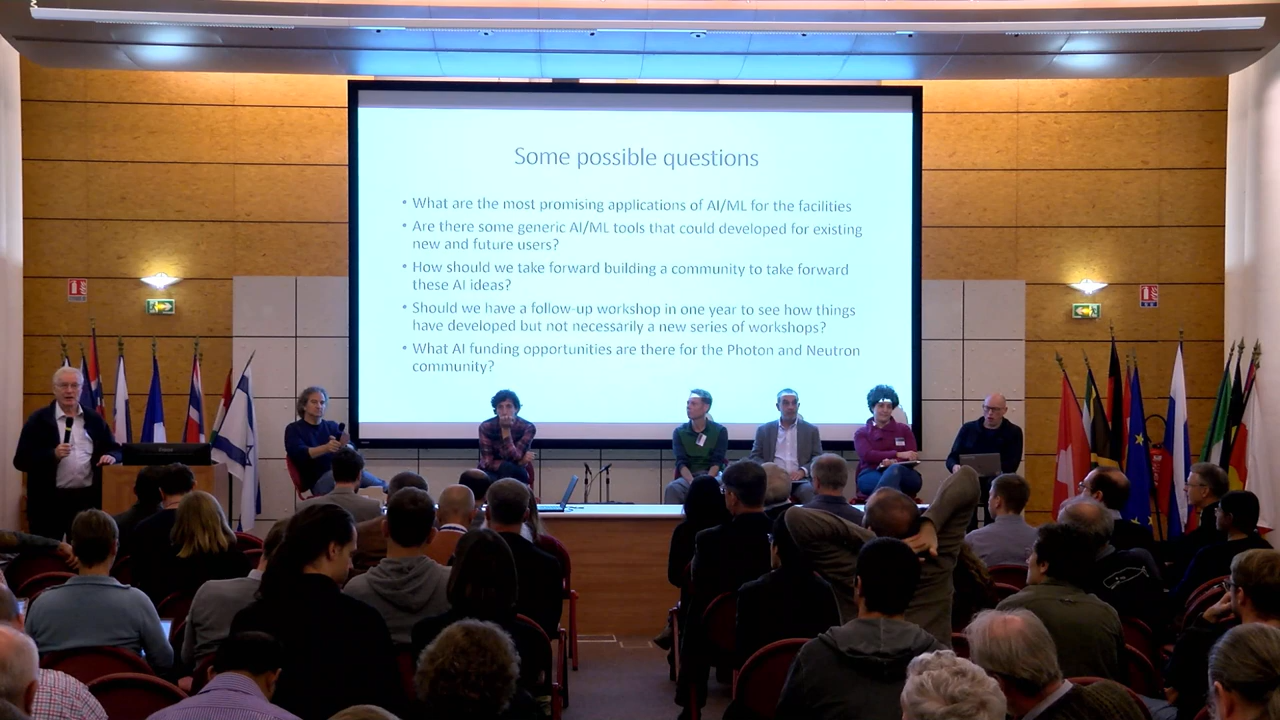 Some possible questions
• What are the most promising applications of AI/ML for the facilities
• Are there some generic AI/ML tools that could developed for existing
new and future users?
• How should we take forward building a community to take forward
these AI ideas?
• Should we have a follow-up workshop in one year to see how things
have developed but not necessarily a new series of workshops?
• What AI funding opportunities are there for the Photon and Neutron
community?